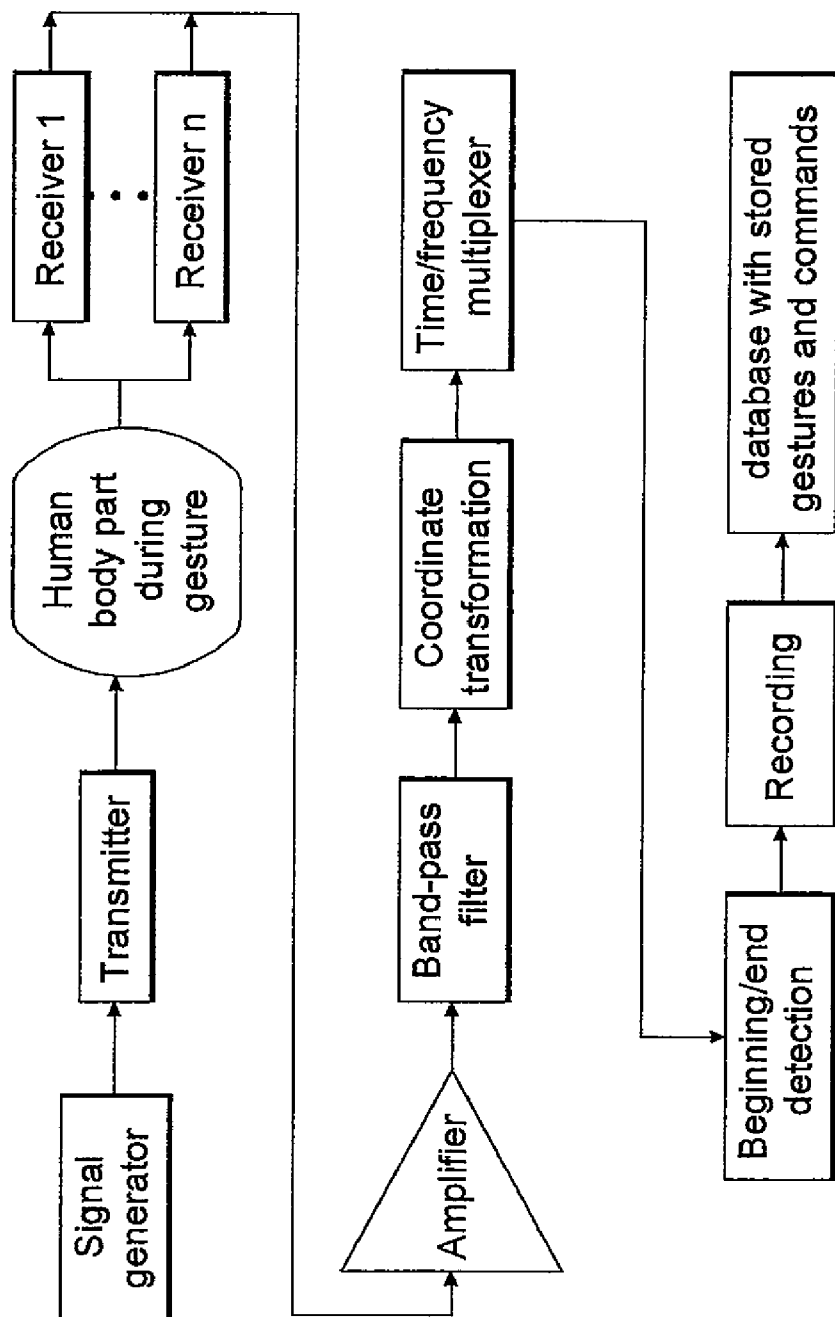 Signal
generator
Transmitter
Human
body part
during
gesture
Receiver 1
Receiver n
Amplifier
Band-pass
filter
Coordinate
transformation
Time/frequency
multiplexer
Beginning/end
detection
Recording
database with stored
gestures and commands